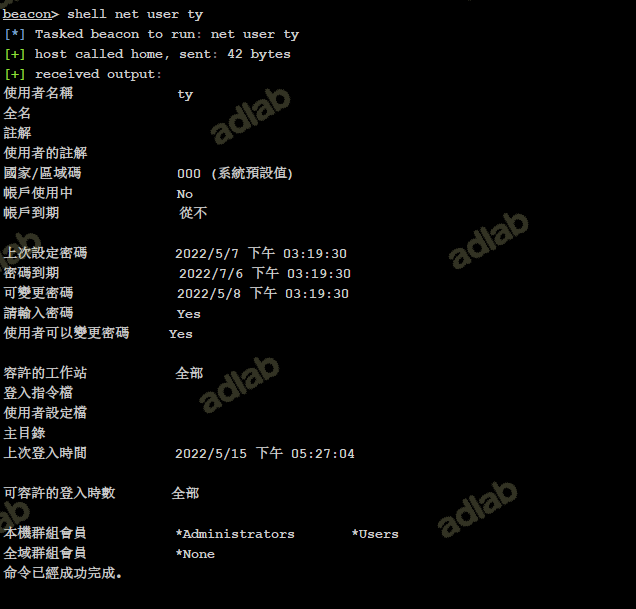 beacon> shell net user ty
[*] Tasked beacon to run: net user ty
[+] host called home, sent: 42 bytes
[+] received output:
使用者名稱 ty
全名
註解
使用者的註解
國家/區域碼 000 (系統預設值)
帳戶使用中 No
帳戶到期 從不
上次設定密碼 2022/5/7 下午 03:19:30
密碼到期 2022/7/6 下午 03:19:30
可變更密碼 2022/5/8 下午 03:19:30
請輸入密碼 Yes
使用者可以變更密碼 Yes
容許的工作站 全部
登入指令檔
使用者設定檔
主目錄
上次登入時間 2022/5/15 下午 05:27:04
可容許的登入時數 全部
本機群組會員 *Administrators *Users
全域群組會員 *None
命令已經成功完成。
adlab
adlab
adlab
adlab